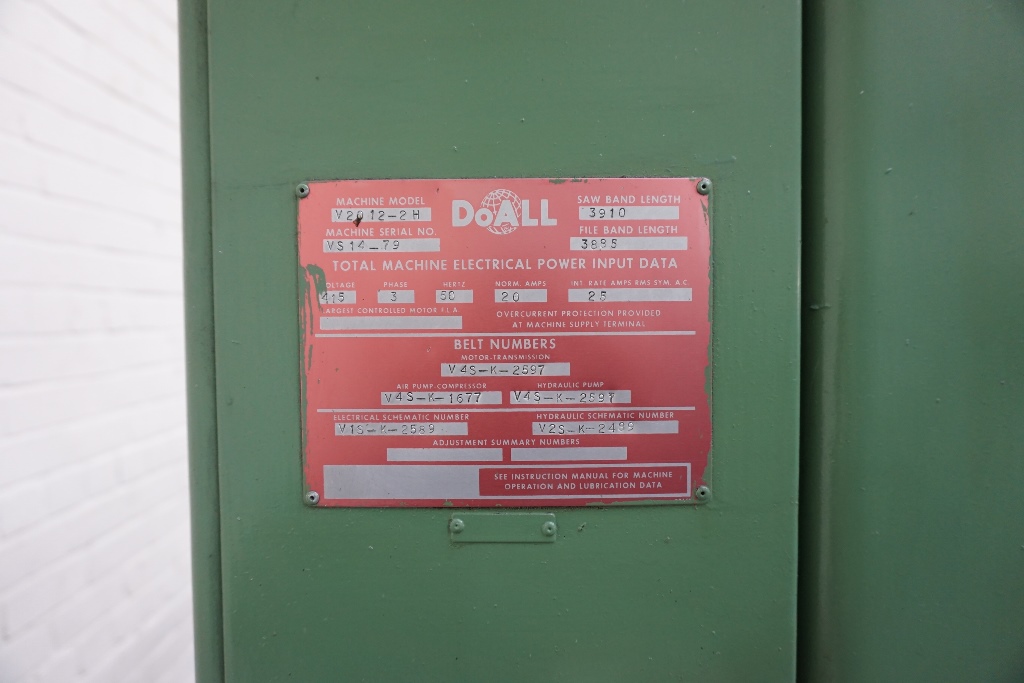 MACHINE MODEL
V2012-2H
DoALL
SAW BAND LENGTH
3910
MACHINE SERIAL NO.
VS14-79
FILE BAND LENGTH
3885
TOTAL MACHINE ELECTRICAL POWER INPUT DATA
VOLTAGE PHASE HERTZ NORM. AMPS INT. RATE AMPS RMS SYM. A.C.
415 3 50 20 25
LARGEST CONTROLLED MOTOR F.L.A.
OVERCURRENT PROTECTION PROVIDED
AT MACHINE SUPPLY TERMINAL
BELT NUMBERS
MOTOR-TRANSMISSION
V4S-K-2597
AIR PUMP-COMPRESSOR HYDRAULIC PUMP
V4S-K-1677 V4S-K-2597
ELECTRICAL SCHEMATIC NUMBER HYDRAULIC SCHEMATIC NUMBER
V1S-K-2589 V2S-K-2489
ADJUSTMENT SUMMARY NUMBERS
SEE INSTRUCTION MANUAL FOR MACHINE
OPERATION AND LUBRICATION DATA